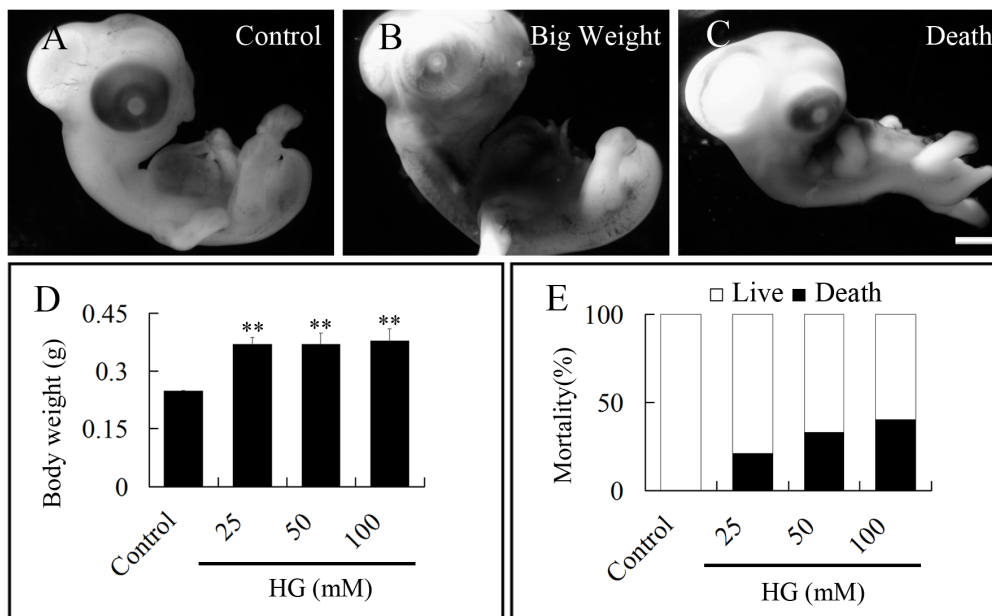 A Control
B Big Weight
C Death
D
0.45
0.3
0.15
0
Body weight (g)
** ** **
Control 25 50 100
HG (mM)
E
Live Death
100
50
0
Mortality(%)
Control 25 50 100
HG (mM)